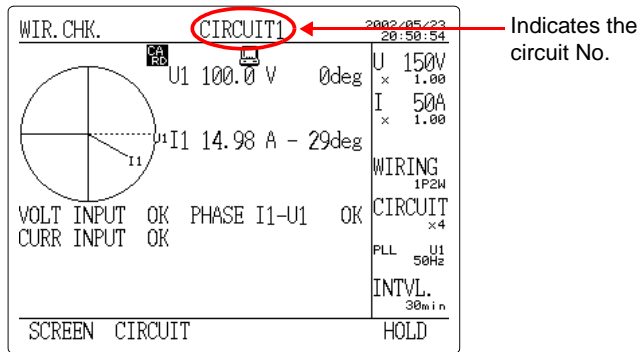 WIR.CHK. CIRCUIT1 2002/05/23
20:50:54
Indicates the
circuit No.
CA
RD
U1 100.0 V 0deg
U1 I1 14.98 A - 29deg
I1
VOLT INPUT OK PHASE I1-U1 OK
CURR INPUT OK
U 150V
× 1.00
I 50A
× 1.00
WIRING
1P2W
CIRCUIT
×4
PLL U1
50Hz
INTVL.
30min
SCREEN CIRCUIT HOLD